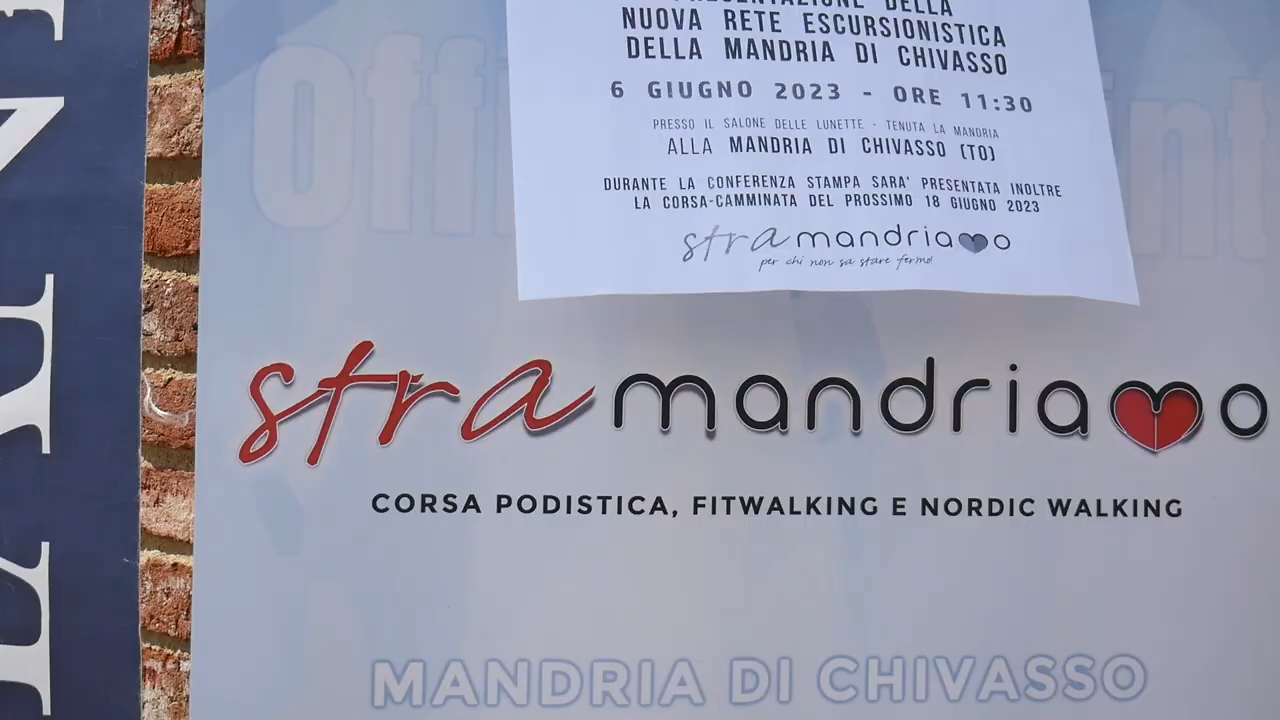 PRESENTAZIONE DELLA
NUOVA RETE ESCURSIONISTICA
DELLA MANDRIA DI CHIVASSO
6 GIUGNO 2023 - ORE 11:30
PRESSO IL SALONE DELLE LUNETTE - TENUTA LA MANDRIA
ALLA MANDRIA DI CHIVASSO (TO)
DURANTE LA CONFERENZA STAMPA SARA' PRESENTATA INOLTRE
LA CORSA-CAMMINATA DEL PROSSIMO 18 GIUGNO 2023
stramandriamo
per chi non sa stare fermo!
stramandriamo
CORSA PODISTICA, FITWALKING E NORDIC WALKING
MANDRIA DI CHIVASSO